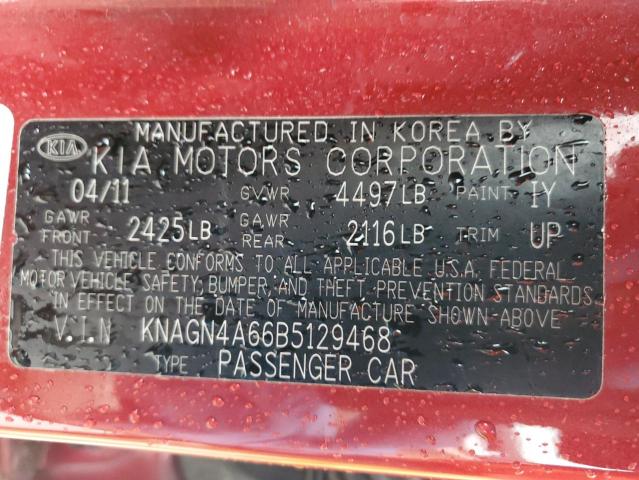 MANUFACTURED IN KOREA BY
KIA KIA MOTORS CORPORATION
04/11 GVWR 4497LB PAINT IY
GAWR FRONT 2425LB GAWR REAR 2116LB TRIM UP
THIS VEHICLE CONFORMS TO ALL APPLICABLE U.S.A. FEDERAL
MOTOR VEHICLE SAFETY, BUMPER, AND THEFT PREVENTION STANDARDS
IN EFFECT ON THE DATE OF MANUFACTURE SHOWN ABOVE
V.I.N KNAGN4A66B5129468
TYPE PASSENGER CAR